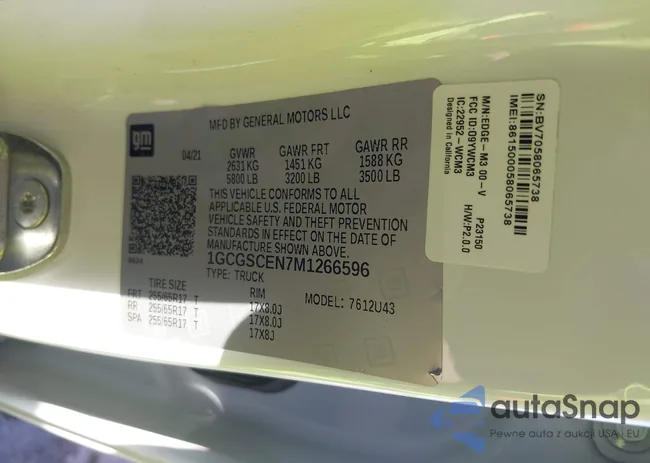 gm
MFD BY GENERAL MOTORS LLC
04/21
GVWR GAWR FRT GAWR RR
2631 KG 1451 KG 1588 KG
5800 LB 3200 LB 3500 LB
THIS VEHICLE CONFORMS TO ALL
APPLICABLE U.S. FEDERAL MOTOR
VEHICLE SAFETY AND THEFT PREVENTION
STANDARDS IN EFFECT ON THE DATE OF
MANUFACTURE SHOWN ABOVE.
1GCGSCEN7M1266596
TYPE: TRUCK
MODEL: 7612U43
TIRE SIZE RIM
FRT 255/65R17 T 17X8.0J
RR 255/65R17 T 17X8.0J
SPA 255/65R17 T 17X8J
SN:BV7058065738
IMEI:861500058065738
M/N:EDGE-M3 00-V P23150
FCC ID:O9YWCM3 H/W:P2.0.0
IC:22952-WCM3
Designed in California
autaSnap
Pewne auta z aukcji USA i EU